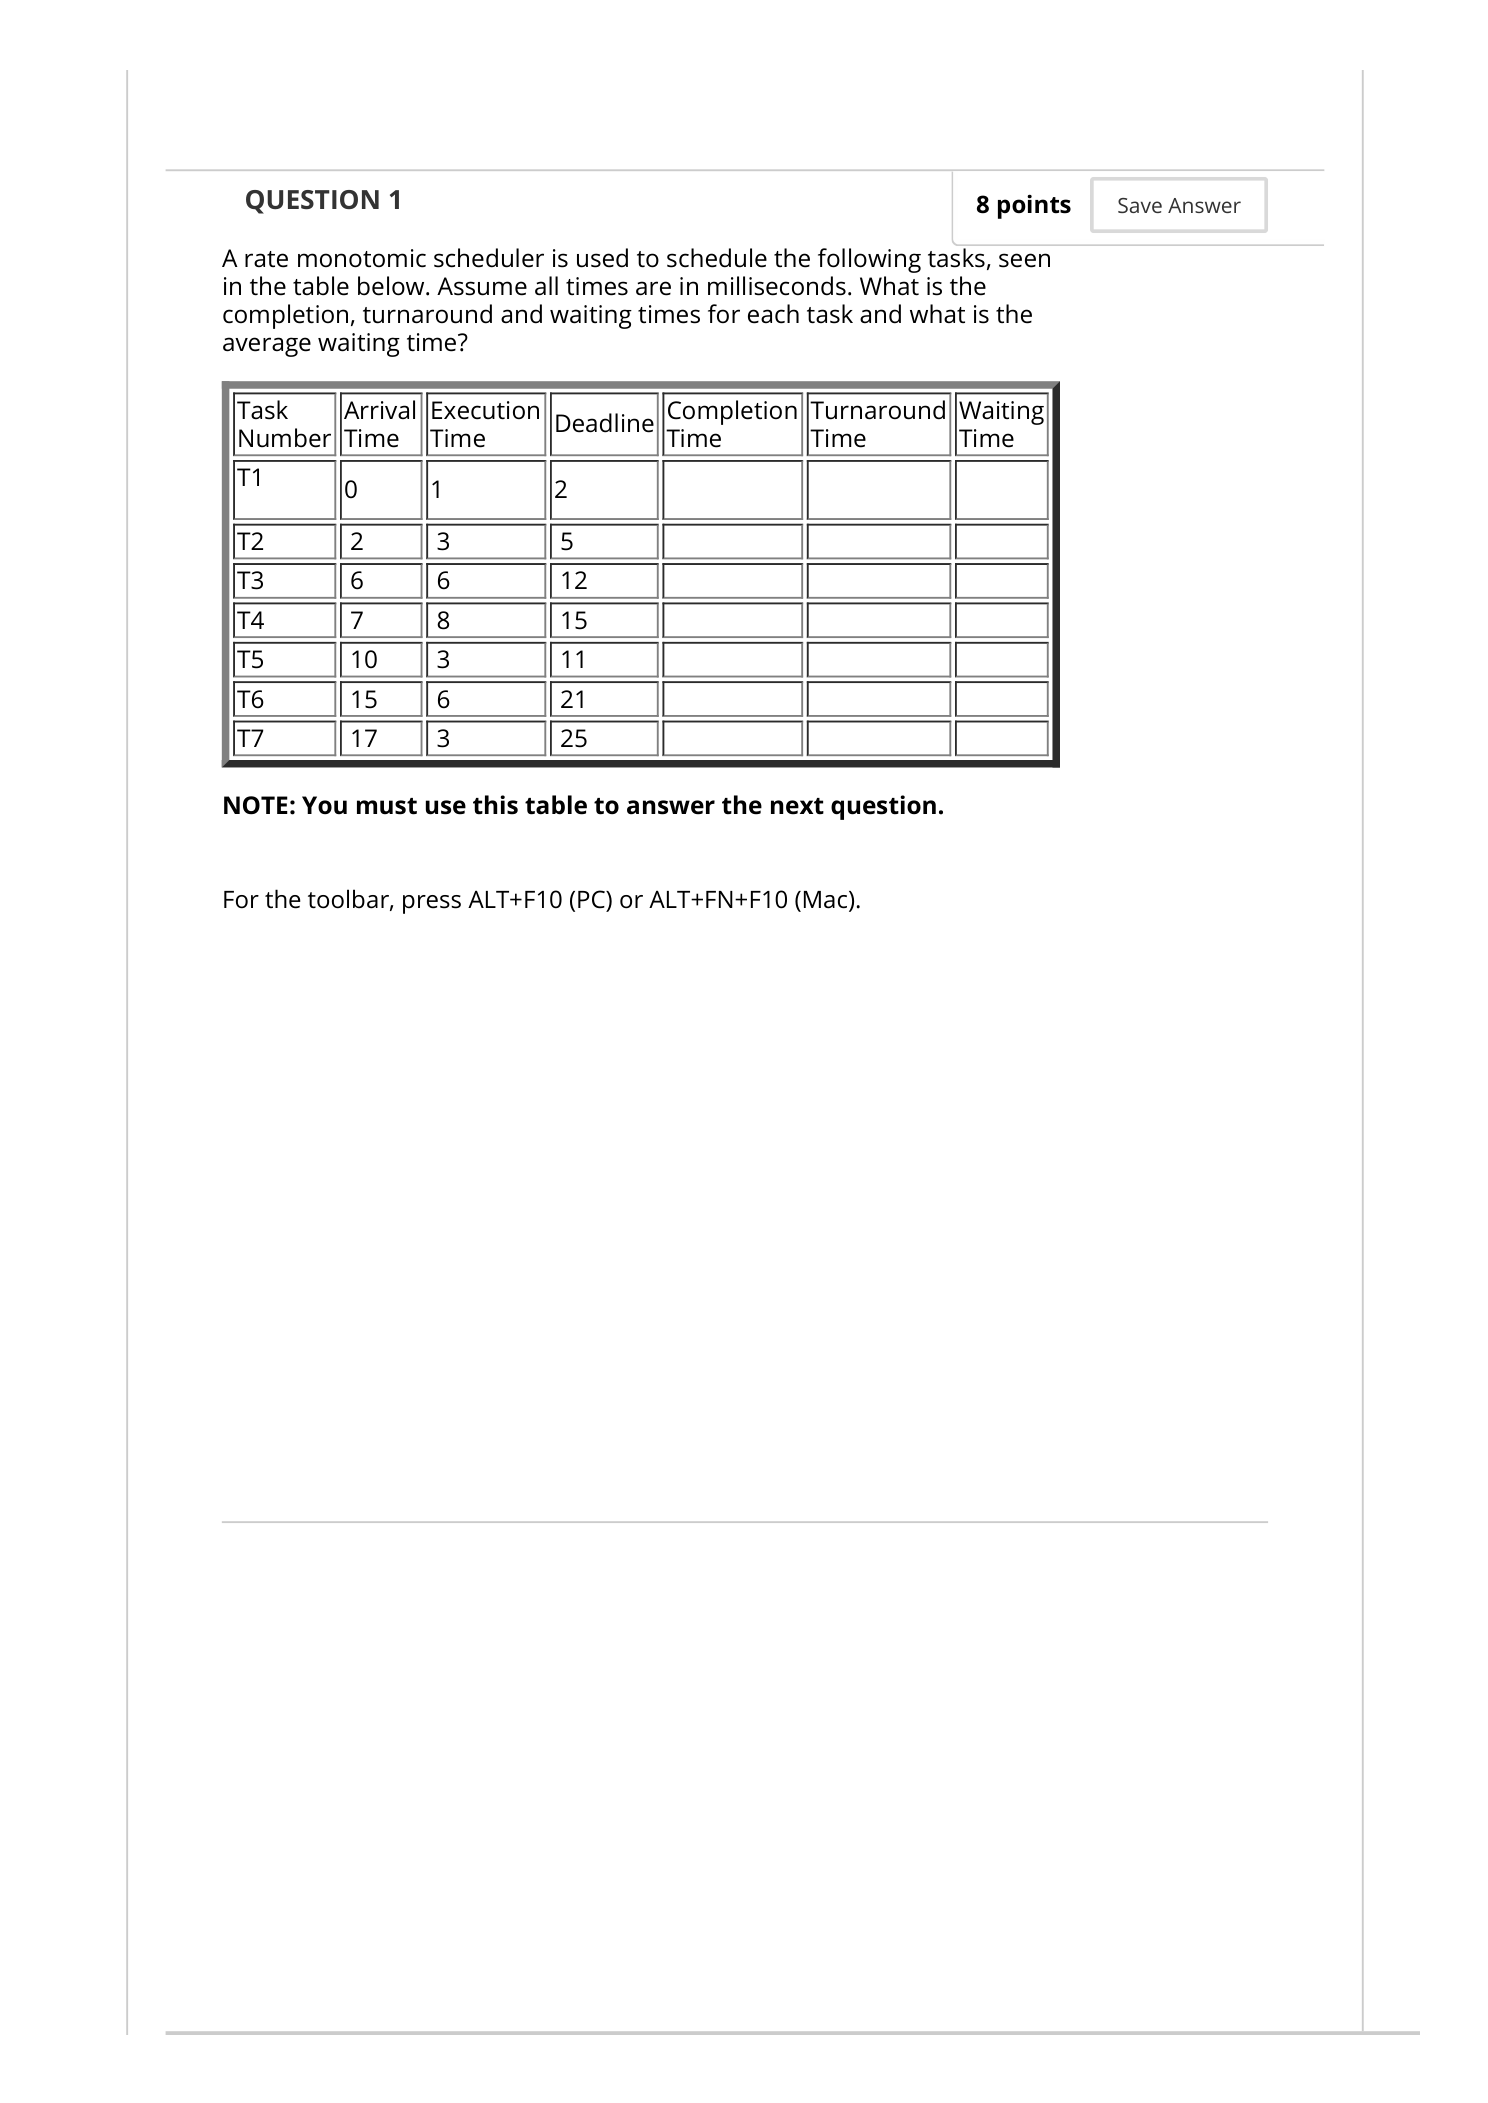 QUESTION 1
8 points
Save Answer
A rate monotomic scheduler is used to schedule the following tasks, seen
in the table below. Assume all times are in milliseconds. What is the
completion, turnaround and waiting times for each task and what is the
average waiting time?
Task Number Arrival Time Execution Time Deadline Completion Time Turnaround Time Waiting Time
T1 0 1 2
T2 2 3 5
T3 6 6 12
T4 7 8 15
T5 10 3 11
T6 15 6 21
T7 17 3 25
NOTE: You must use this table to answer the next question.
For the toolbar, press ALT+F10 (PC) or ALT+FN+F10 (Mac).